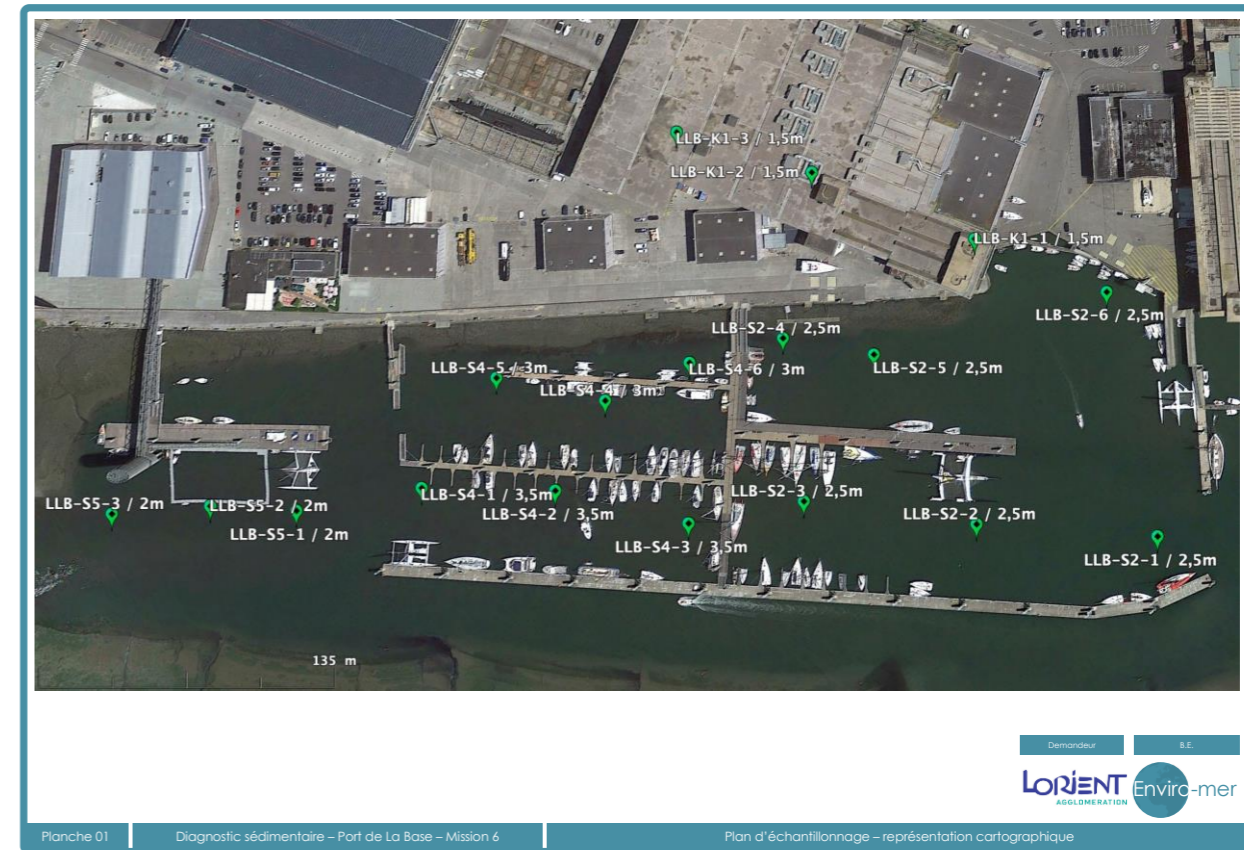 LLB-K1-3 / 1,5m
LLB-K1-2 / 1,5m
LLB-K1-1 / 1,5m
LLB-S2-6 / 2,5m
LLB-S2-4 / 2,5m
LLB-S4-5 / 3m
LLB-S4-6 / 3m
LLB-S2-5 / 2,5m
LLB-S4-4 / 3m
LLB-S5-3 / 2m
LLB-S5-2 / 2m
LLB-S4-1 / 3,5m
LLB-S2-3 / 2,5m
LLB-S4-2 / 3,5m
LLB-S2-2 / 2,5m
LLB-S5-1 / 2m
LLB-S4-3 / 3,5m
LLB-S2-1 / 2,5m
135 m
Demandeur
B.E.
LORIENT
AGGLOMERATION
Enviro-mer
Planche 01
Diagnostic sédimentaire – Port de La Base – Mission 6
Plan d'échantillonnage – représentation cartographique